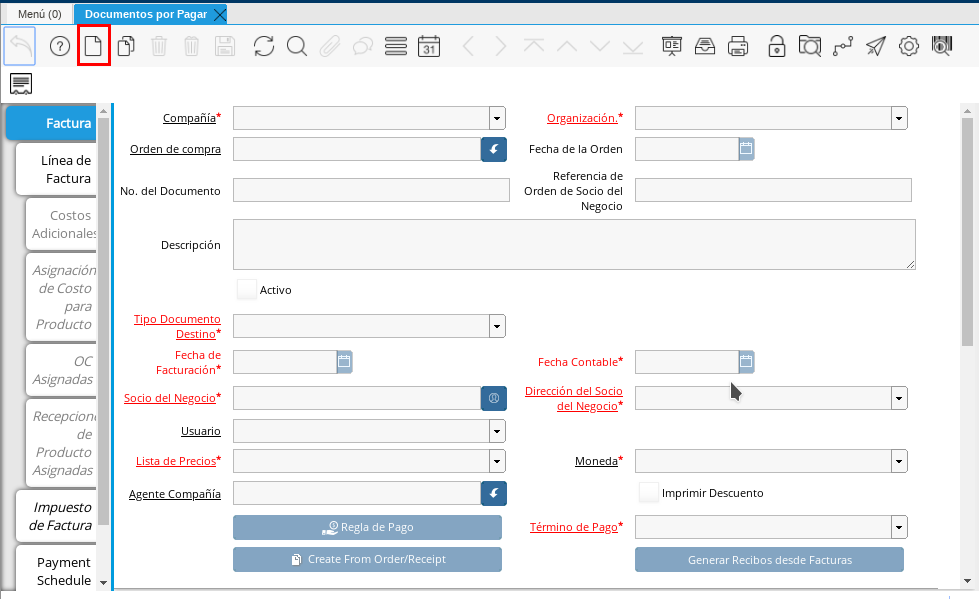 Menú (0)
Documentos por Pagar
31
Factura
Línea de
Factura
Costos
Adicionales
Asignación
de Costo
para
Producto
OC
Asignadas
Recepcione
de
Producto
Asignadas
Impuesto
de Factura
Payment
Schedule
Compañía*
Organización.*
Orden de compra
Fecha de la Orden
No. del Documento
Referencia de
Orden de Socio del
Negocio
Descripción
Activo
Tipo Documento
Destino*
Fecha de
Facturación*
Fecha Contable*
Socio del Negocio*
Dirección del Socio
del Negocio*
Usuario
Lista de Precios*
Moneda*
Agente Compañía
Imprimir Descuento
Regla de Pago
Término de Pago*
Create From Order/Receipt
Generar Recibos desde Facturas